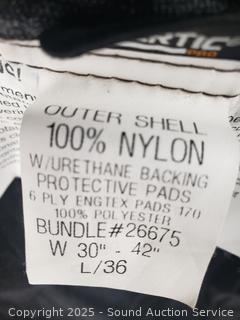 PRO
OUTER SHELL
100% NYLON
W/URETHANE BACKING
PROTECTIVE PADS
6 PLY ENGTEX PADS 170
100% POLYESTER
BUNDLE#26675
W 30" - 42"
L/36
Copyright 2025 - Sound Auction Service